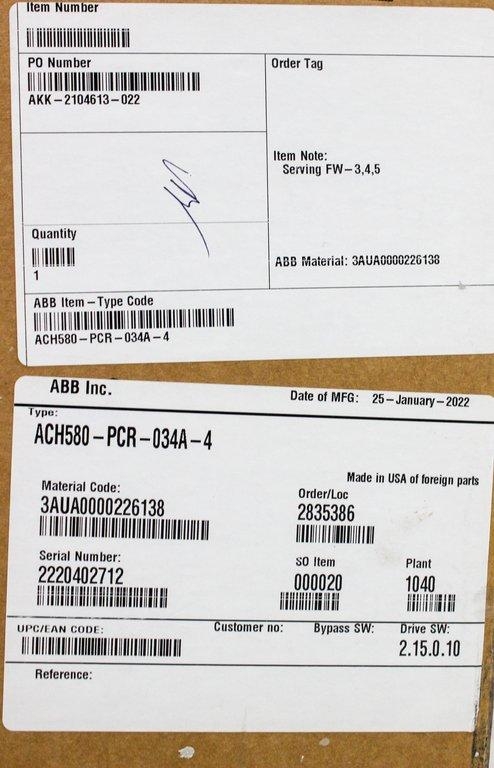 Item Number
PO Number
AKK-2104613-022
Order Tag
Item Note:
Serving FW-3,4,5
Quantity
1
ABB Material: 3AUA0000226138
ABB Item-Type Code
ACH580-PCR-034A-4
ABB Inc.
Date of MFG: 25-January-2022
Type:
ACH580-PCR-034A-4
Made in USA of foreign parts
Material Code:
3AUA0000226138
Order/Loc
2835386
Serial Number:
2220402712
SO Item
000020
Plant
1040
UPC/EAN CODE:
Customer no:
Bypass SW:
Drive SW:
2.15.0.10
Reference: